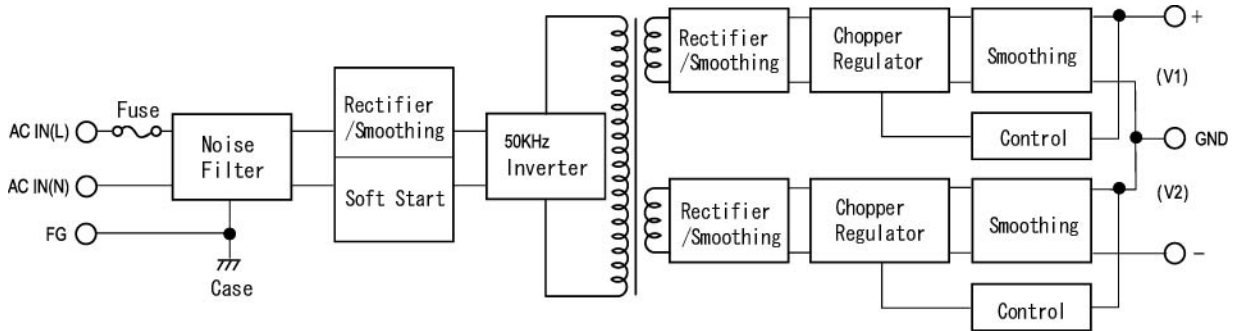 Fuse
AC IN(L)
AC IN(N)
FG
Noise
Filter
Case
Rectifier
/Smoothing
Soft Start
50KHz
Inverter
Rectifier
/Smoothing
Chopper
Regulator
Smoothing
Control
+
(V1)
GND
(V2)
−
Rectifier
/Smoothing
Chopper
Regulator
Smoothing
Control